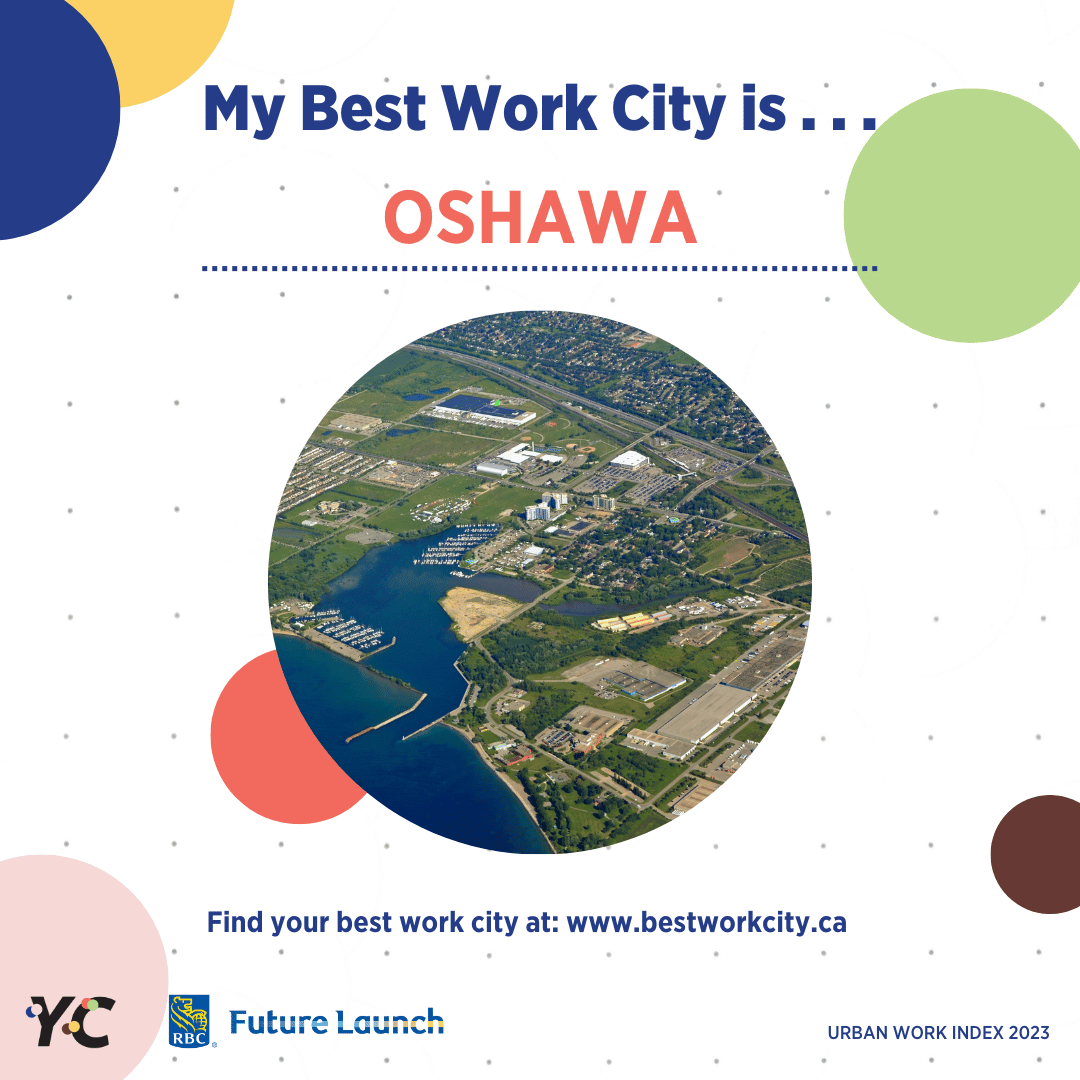 My Best Work City is . . .
OSHAWA
Find your best work city at: www.bestworkcity.ca
YC
RBC
®
Future Launch
URBAN WORK INDEX 2023